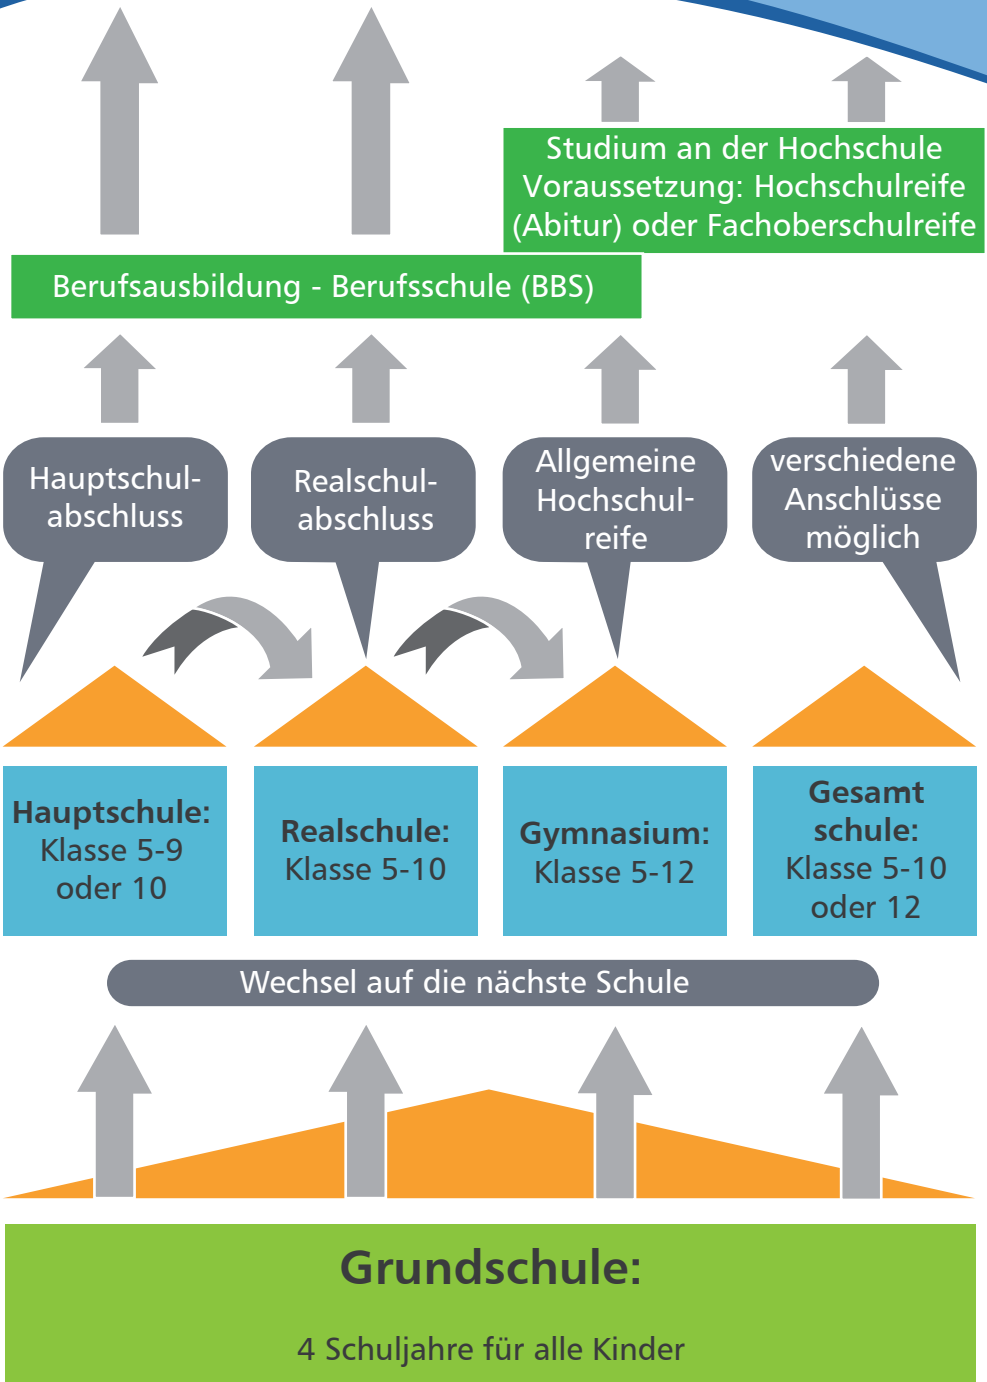 Studium an der Hochschule
Voraussetzung: Hochschulreife
(Abitur) oder Fachoberschulreife
Berufsausbildung - Berufsschule (BBS)
Hauptschul-
abschluss
Realschul-
abschluss
Allgemeine
Hochschul-
reife
verschiedene
Anschlüsse
möglich
Hauptschule:
Klasse 5-9
oder 10
Realschule:
Klasse 5-10
Gymnasium:
Klasse 5-12
Gesamt
schule:
Klasse 5-10
oder 12
Wechsel auf die nächste Schule
Grundschule:
4 Schuljahre für alle Kinder